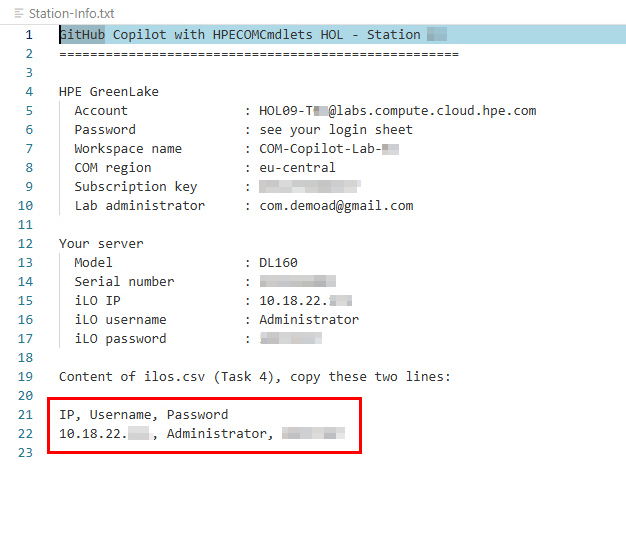 Station-Info.txt
1 GitHub Copilot with HPECOMCmdlets HOL - Station
2 ====================================================
3
4 HPE GreenLake
5 Account : HOL09-T @labs.compute.cloud.hpe.com
6 Password : see your login sheet
7 Workspace name : COM-Copilot-Lab-
8 COM region : eu-central
9 Subscription key :
10 Lab administrator : com.demoad@gmail.com
11
12 Your server
13 Model : DL160
14 Serial number :
15 iLO IP : 10.18.22.
16 iLO username : Administrator
17 iLO password :
18
19 Content of ilos.csv (Task 4), copy these two lines:
20
21 IP, Username, Password
22 10.18.22. , Administrator,
23